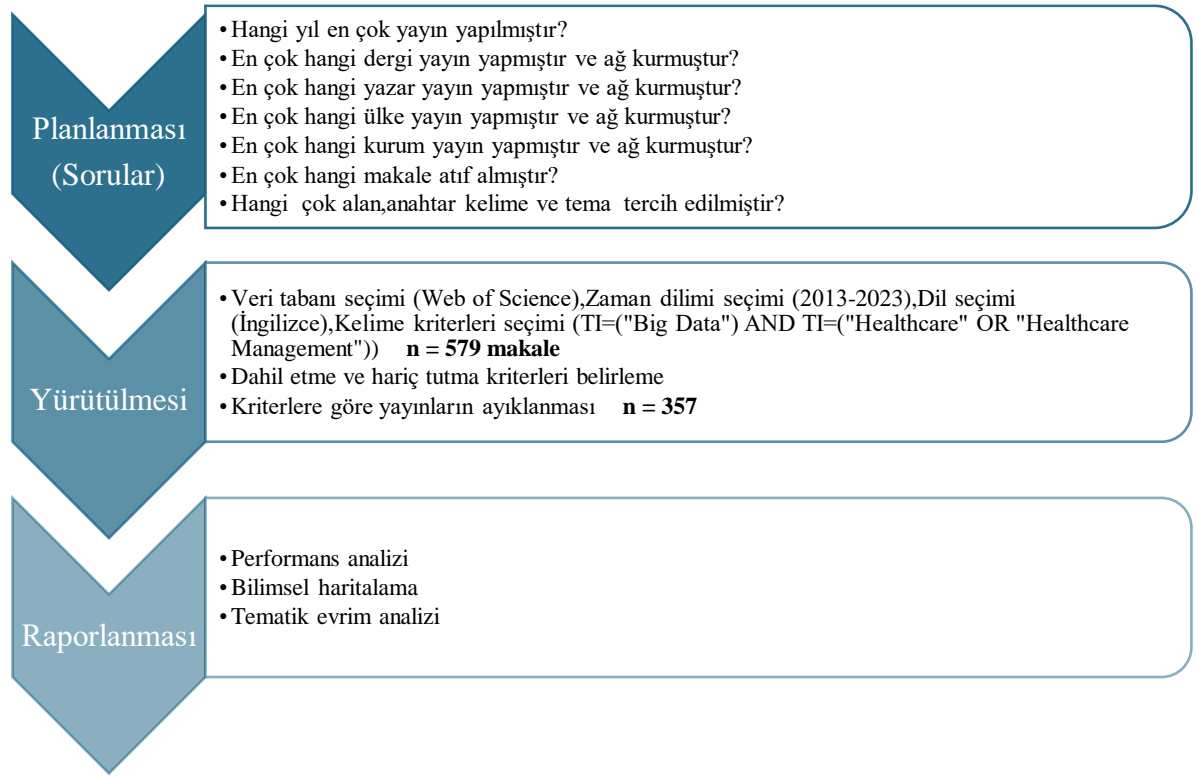 Planlanması
(Sorular)
•Hangi yıl en çok yayın yapılmıştır?
•En çok hangi dergi yayın yapmıştır ve ağ kurmuştur?
•En çok hangi yazar yayın yapmıştır ve ağ kurmuştur?
•En çok hangi ülke yayın yapmıştır ve ağ kurmuştur?
•En çok hangi kurum yayın yapmıştır ve ağ kurmuştur?
•En çok hangi makale atıf almıştır?
•Hangi çok alan,anahtar kelime ve tema tercih edilmiştir?
Yürütülmesi
•Veri tabanı seçimi (Web of Science),Zaman dilimi seçimi (2013-2023),Dil seçimi
(İngilizce),Kelime kriterleri seçimi (TI=("Big Data") AND TI=("Healthcare" OR "Healthcare
Management")) n = 579 makale
•Dahil etme ve hariç tutma kriterleri belirleme
•Kriterlere göre yayınların ayıklanması n = 357
Raporlanması
•Performans analizi
•Bilimsel haritalama
•Tematik evrim analizi